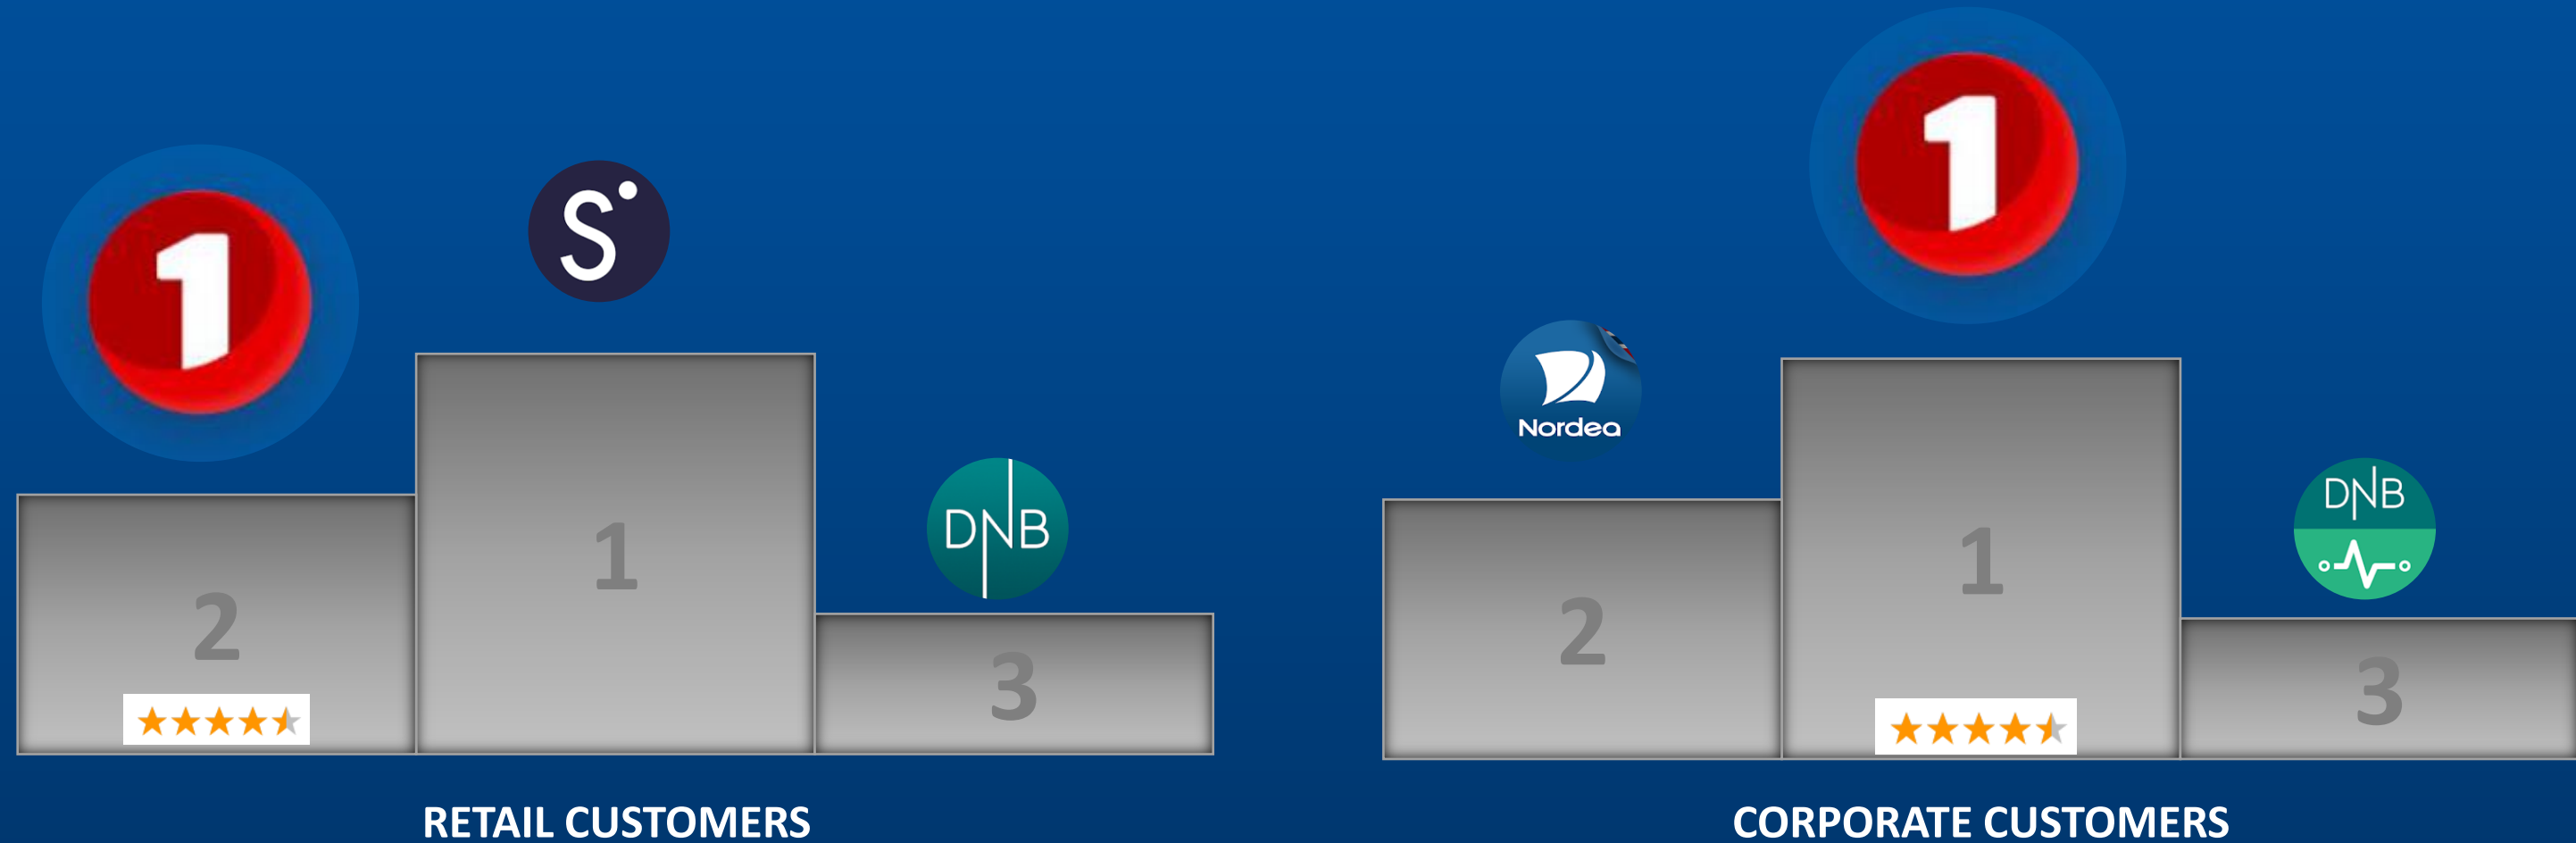 1
S
DNB
2
1
3
RETAIL CUSTOMERS
1
Nordea
DNB
2
1
3
CORPORATE CUSTOMERS